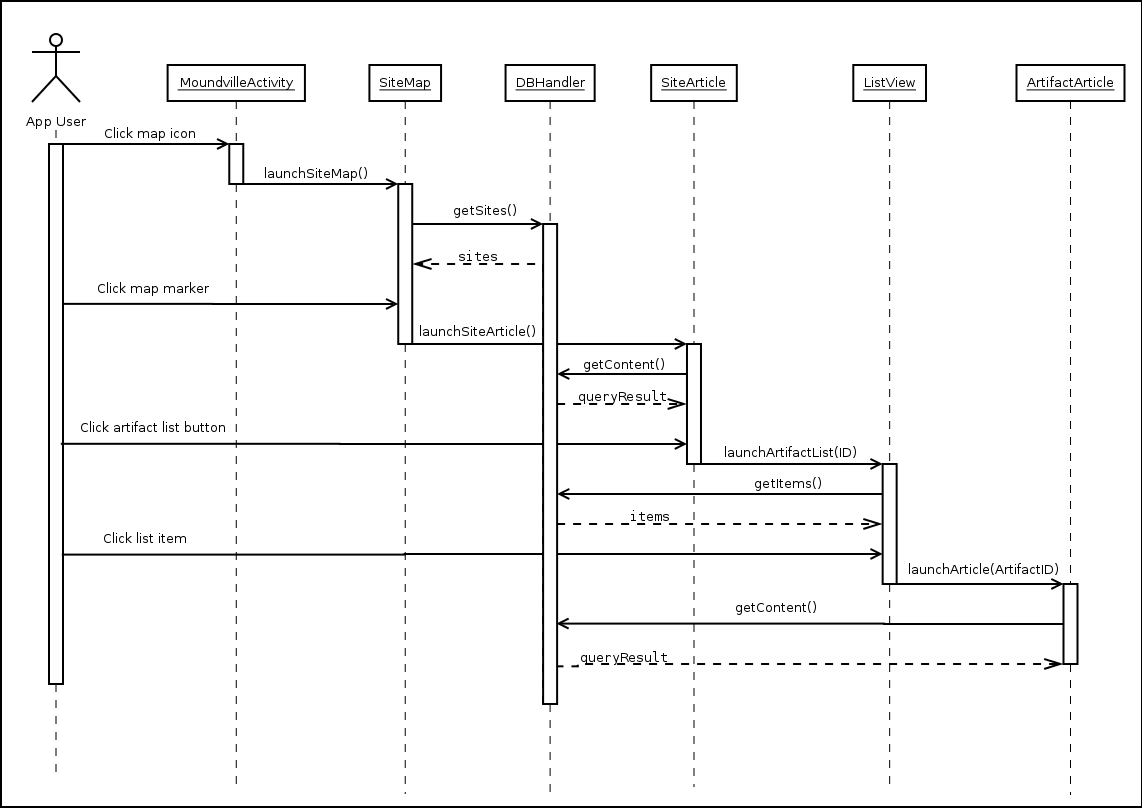 MoundvilleActivity
SiteMap
DBHandler
SiteArticle
ListView
ArtifactArticle
App User
Click map icon
launchSiteMap()
getSites()
sites
Click map marker
launchSiteArticle()
getContent()
queryResult
Click artifact list button
launchArtifactList(ID)
getItems()
items
Click list item
launchArticle(ArtifactID)
getContent()
queryResult